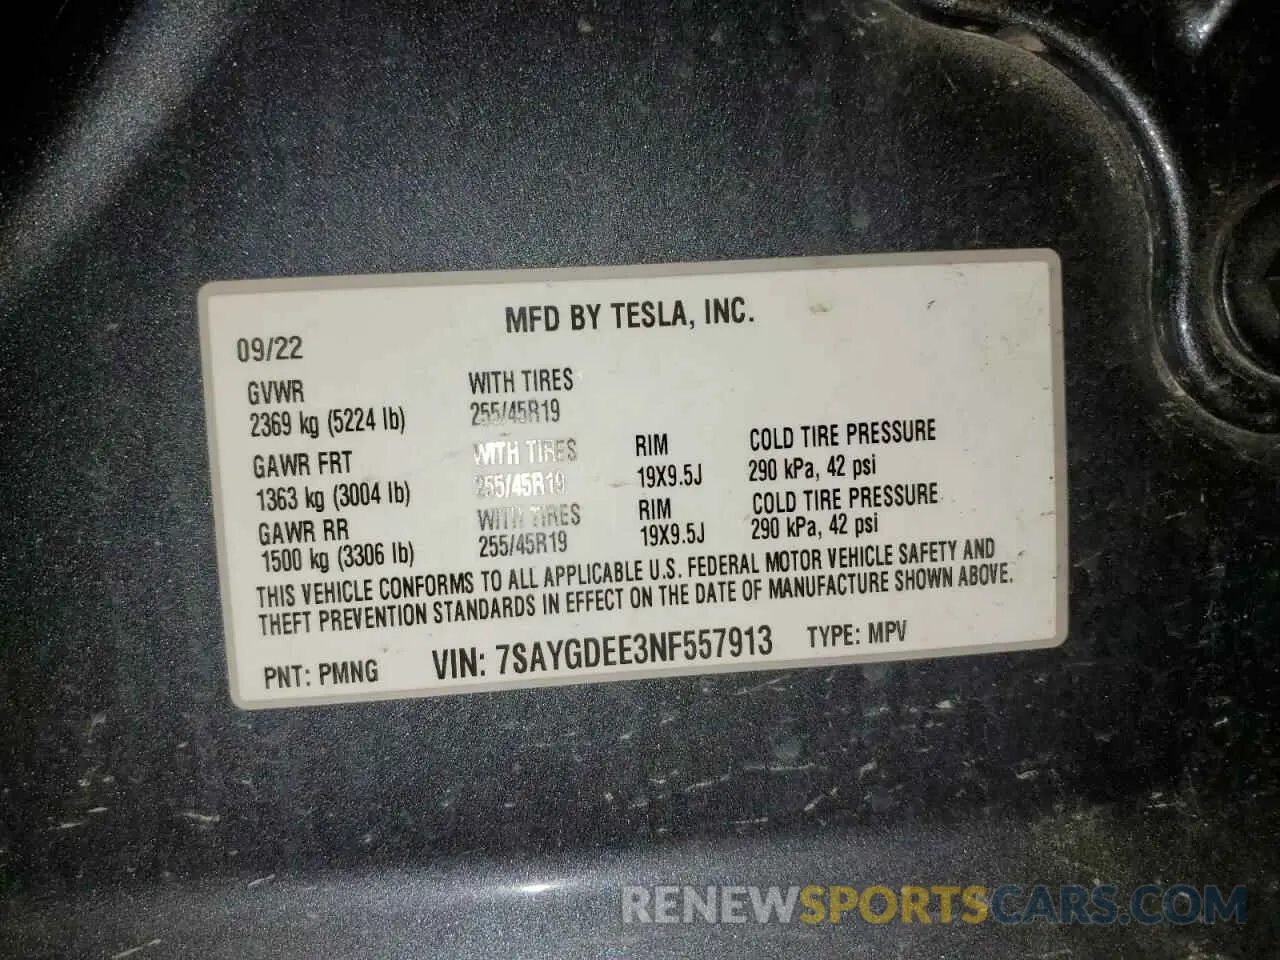 MFD BY TESLA, INC.
09/22
GVWR WITH TIRES
2369 kg (5224 lb) 255/45R19
GAWR FRT WITH TIRES RIM COLD TIRE PRESSURE
1363 kg (3004 lb) 255/45R19 19X9.5J 290 kPa, 42 psi
GAWR RR WITH TIRES RIM COLD TIRE PRESSURE
1500 kg (3306 lb) 255/45R19 19X9.5J 290 kPa, 42 psi
THIS VEHICLE CONFORMS TO ALL APPLICABLE U.S. FEDERAL MOTOR VEHICLE SAFETY AND
THEFT PREVENTION STANDARDS IN EFFECT ON THE DATE OF MANUFACTURE SHOWN ABOVE.
PNT: PMNG VIN: 7SAYGDEE3NF557913 TYPE: MPV
RENEWSPORTSCARS.COM